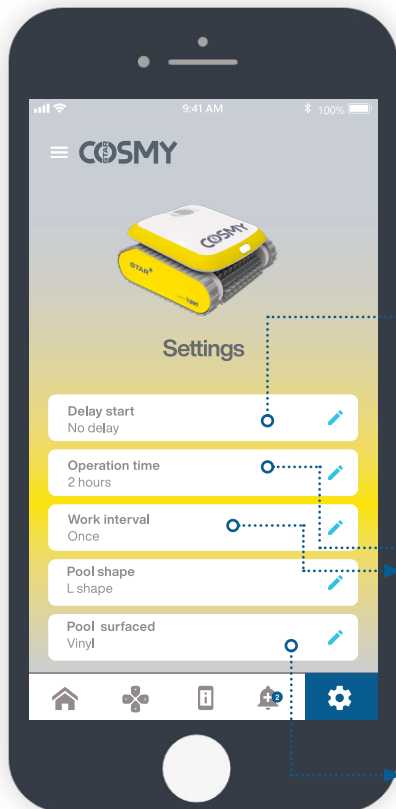 9:41 AM
100%
COSMY
STAR
COSMY
STAR
Settings
Delay start
No delay
Operation time
2 hours
Work interval
Once
Pool shape
L shape
Pool surfaced
Vinyl
2